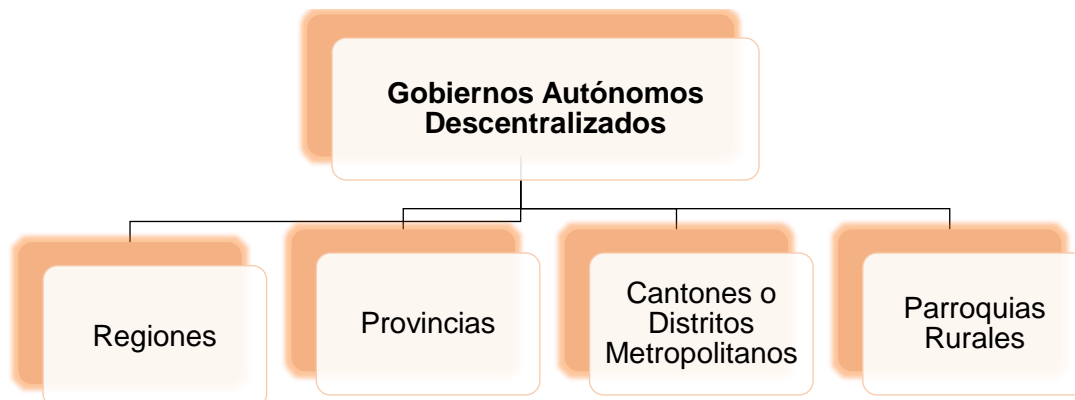 Gobiernos Autónomos
Descentralizados
Regiones
Provincias
Cantones o
Distritos
Metropolitanos
Parroquias
Rurales